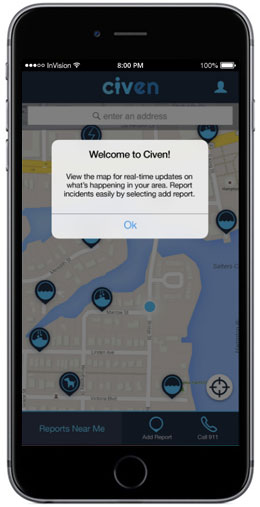 InVision
8:00 PM
100%
civen
enter an address
Welcome to Civen!
View the map for real-time updates on
what's happening in your area. Report
incidents easily by selecting add report.
Ok
Linden Ave
Reports Near Me
Add Report
Call 911